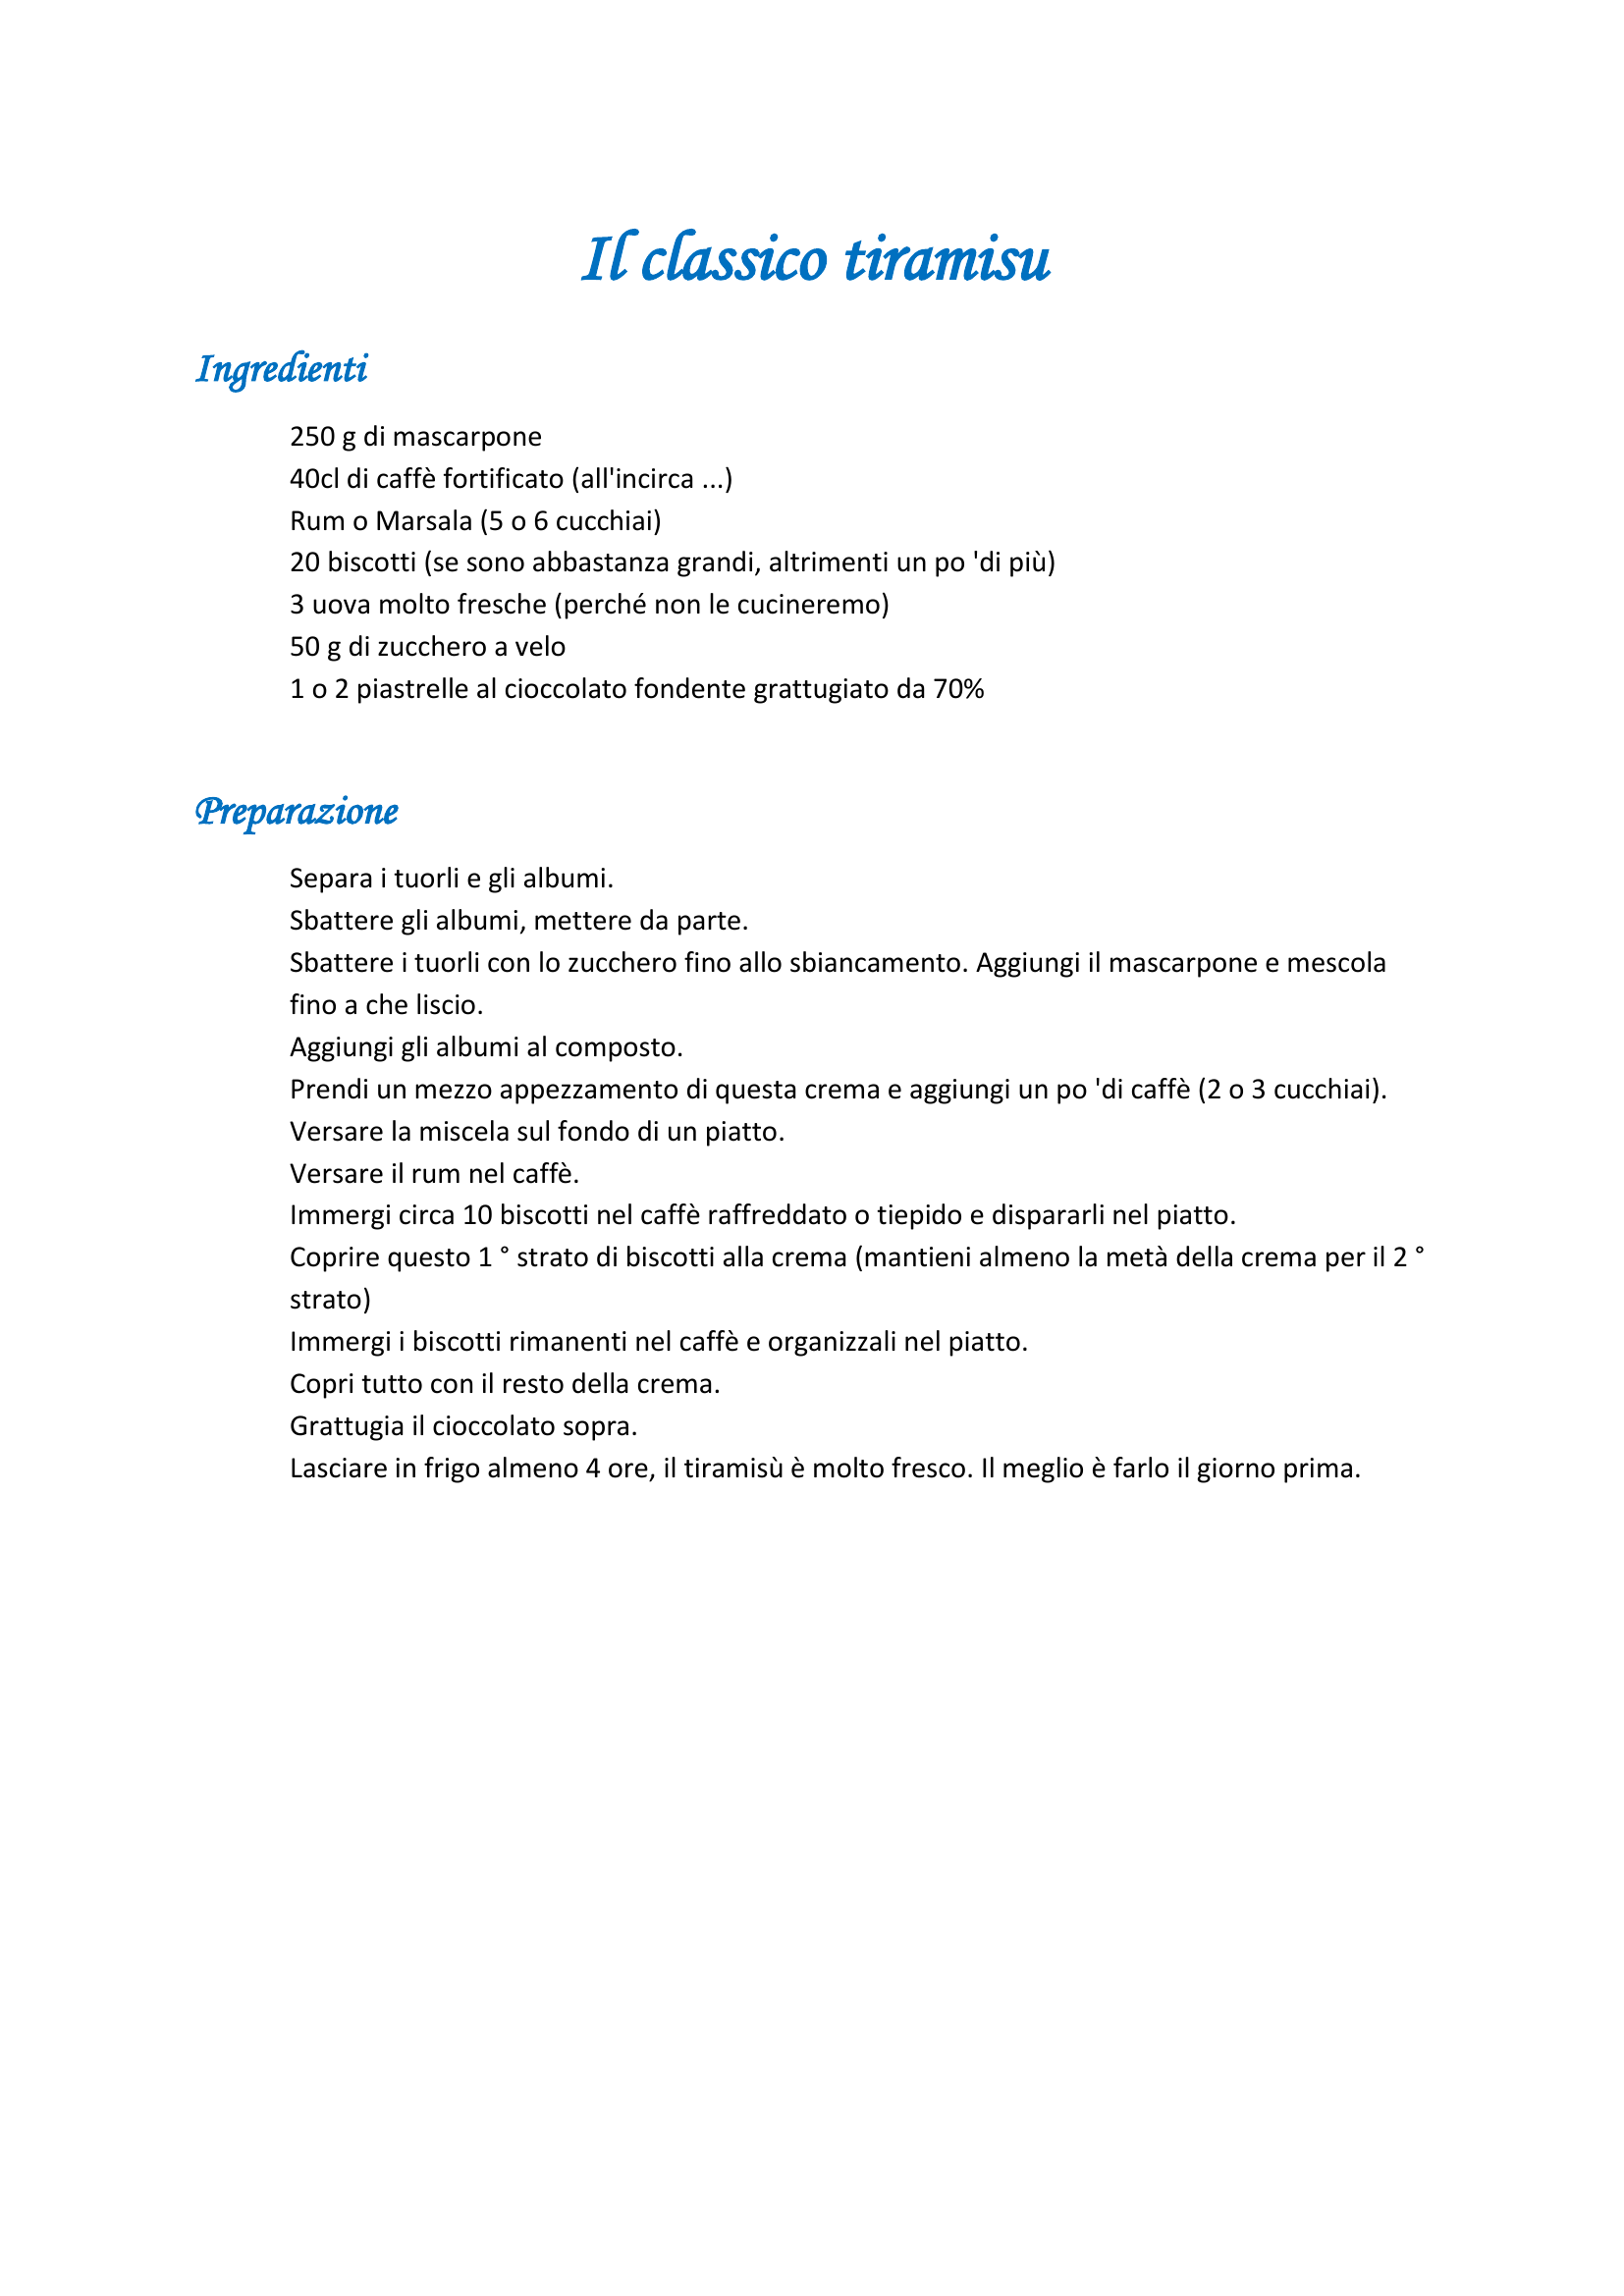 Il classico tiramisu
Ingredienti
250 g di mascarpone
40cl di caffè fortificato (all'incirca ...)
Rum o Marsala (5 o 6 cucchiai)
20 biscotti (se sono abbastanza grandi, altrimenti un po 'di più)
3 uova molto fresche (perché non le cucineremo)
50 g di zucchero a velo
1 o 2 piastrelle al cioccolato fondente grattugiato da 70%
Preparazione
Separa i tuorli e gli albumi.
Sbattere gli albumi, mettere da parte.
Sbattere i tuorli con lo zucchero fino allo sbiancamento. Aggiungi il mascarpone e mescola
fino a che liscio.
Aggiungi gli albumi al composto.
Prendi un mezzo appezzamento di questa crema e aggiungi un po 'di caffè (2 o 3 cucchiai).
Versare la miscela sul fondo di un piatto.
Versare il rum nel caffè.
Immergi circa 10 biscotti nel caffè raffreddato o tiepido e dispararli nel piatto.
Coprire questo 1 ° strato di biscotti alla crema (mantieni almeno la metà della crema per il 2 °
strato)
Immergi i biscotti rimanenti nel caffè e organizzali nel piatto.
Copri tutto con il resto della crema.
Grattugia il cioccolato sopra.
Lasciare in frigo almeno 4 ore, il tiramisù è molto fresco. Il meglio è farlo il giorno prima.